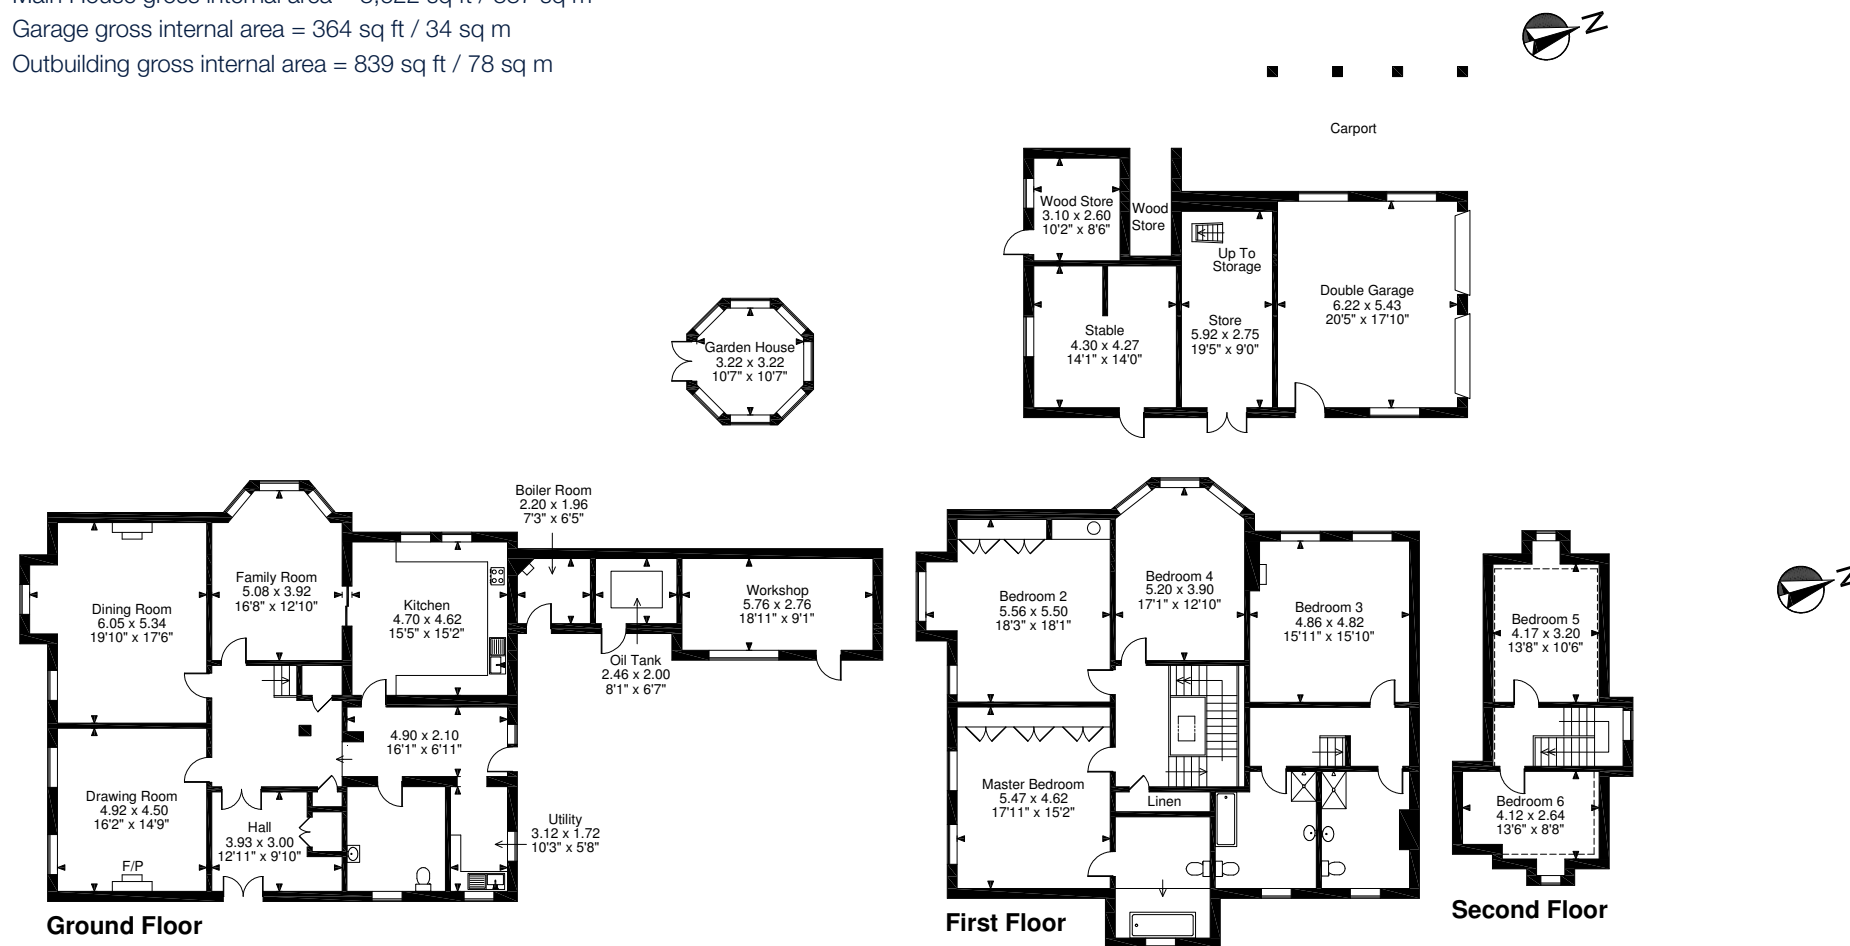 Garage gross internal area = 364 sq ft / 34 sq m
Outbuilding gross internal area = 839 sq ft / 78 sq m
N
Carport
Wood Store
3.10 x 2.60
10'2" x 8'6"
Wood
Store
Up To
Storage
Double Garage
6.22 x 5.43
20'5" x 17'10"
Stable
4.30 x 4.27
14'1" x 14'0"
Store
5.92 x 2.75
19'5" x 9'0"
Garden House
3.22 x 3.22
10'7" x 10'7"
Boiler Room
2.20 x 1.96
7'3" x 6'5"
Family Room
5.08 x 3.92
16'8" x 12'10"
Dining Room
6.05 x 5.34
19'10" x 17'6"
Kitchen
4.70 x 4.62
15'5" x 15'2"
Workshop
5.76 x 2.76
18'11" x 9'1"
Oil Tank
2.46 x 2.00
8'1" x 6'7"
4.90 x 2.10
16'1" x 6'11"
Drawing Room
4.92 x 4.50
16'2" x 14'9"
F/P
Hall
3.93 x 3.00
12'11" x 9'10"
Utility
3.12 x 1.72
10'3" x 5'8"
Ground Floor
Bedroom 2
5.56 x 5.50
18'3" x 18'1"
Bedroom 4
5.20 x 3.90
17'1" x 12'10"
Bedroom 3
4.86 x 4.82
15'11" x 15'10"
Master Bedroom
5.47 x 4.62
17'11" x 15'2"
Linen
First Floor
N
Bedroom 5
4.17 x 3.20
13'8" x 10'6"
Bedroom 6
4.12 x 2.64
13'6" x 8'8"
Second Floor